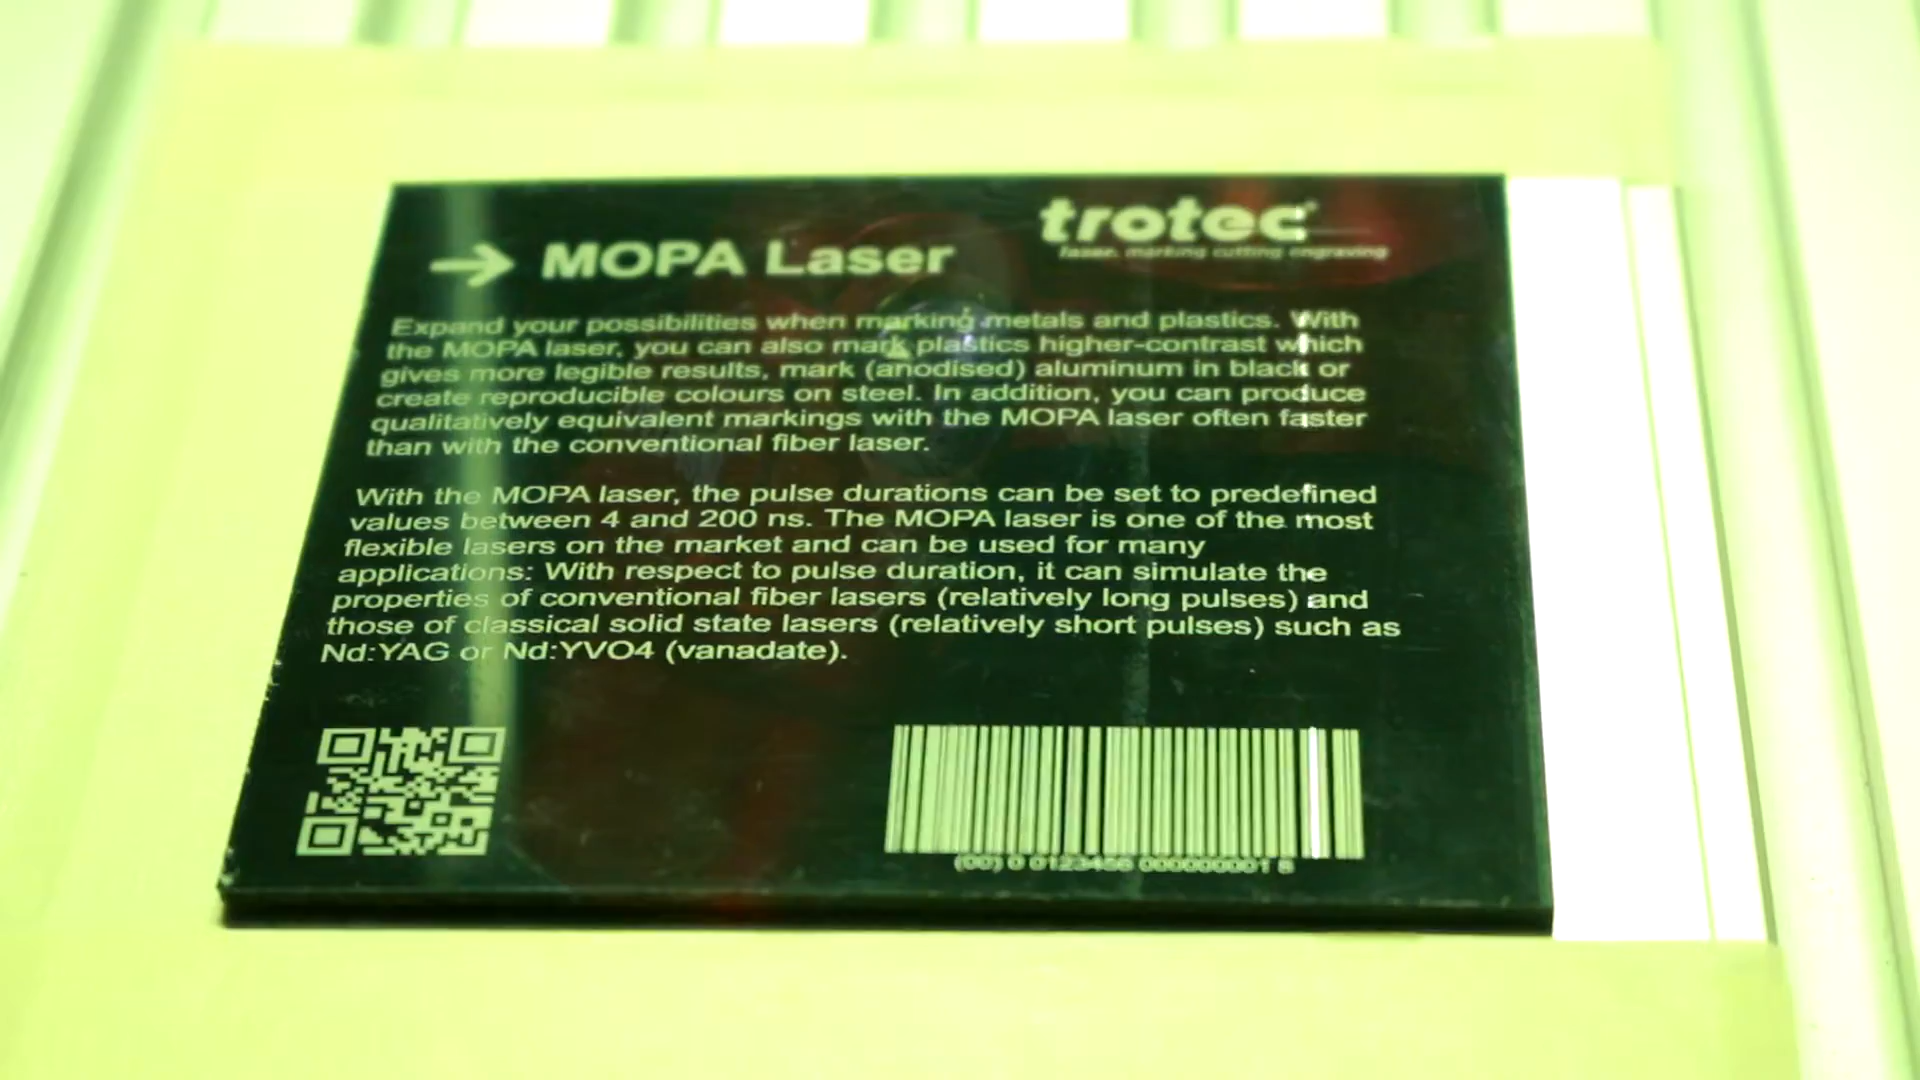 trotec
laser. marking cutting engraving
→ MOPA Laser
Expand your possibilities when marking metals and plastics. With
the MOPA laser, you can also mark plastics higher-contrast which
gives more legible results, mark (anodised) aluminum in black or
create reproducible colours on steel. In addition, you can produce
qualitatively equivalent markings with the MOPA laser often faster
than with the conventional fiber laser.
With the MOPA laser, the pulse durations can be set to predefined
values between 4 and 200 ns. The MOPA laser is one of the most
flexible lasers on the market and can be used for many
applications: With respect to pulse duration, it can simulate the
properties of conventional fiber lasers (relatively long pulses) and
those of classical solid state lasers (relatively short pulses) such as
Nd:YAG or Nd:YVO4 (vanadate).
(00) 0 0123456 000000001 8